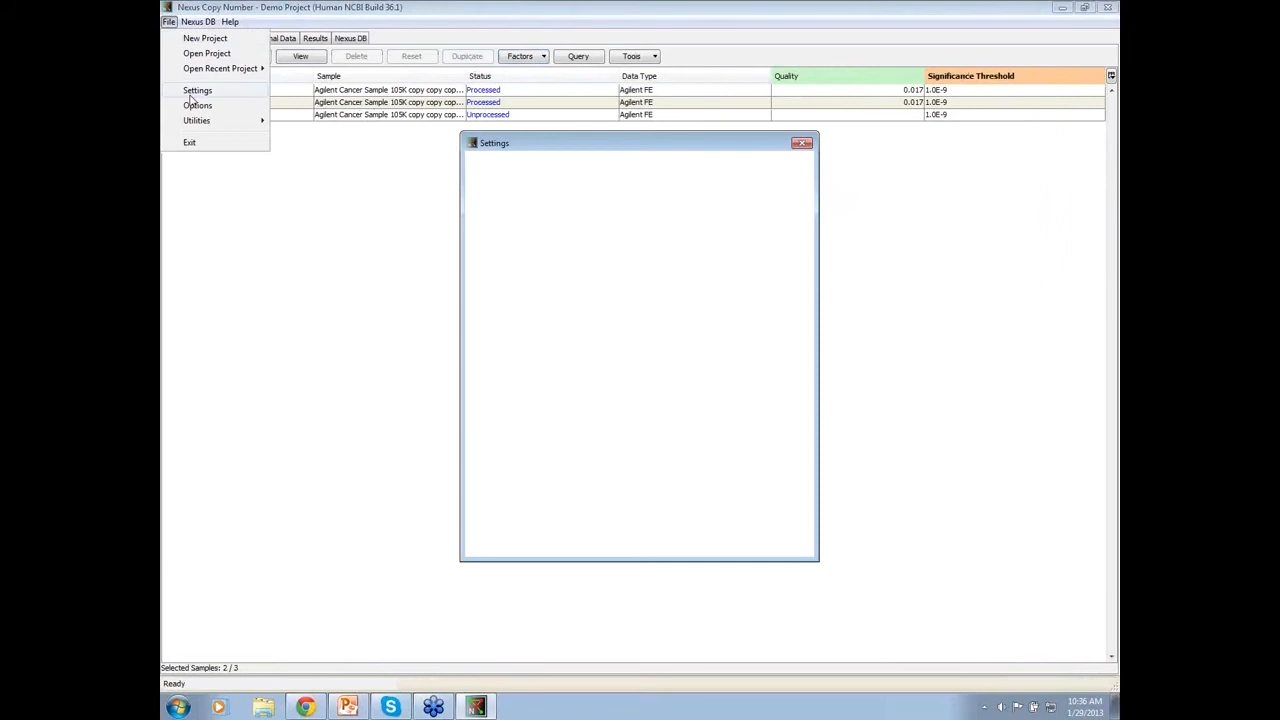 Nexus Copy Number - Demo Project (Human NCBI Build 36.1)
File Nexus DB Help
nal Data Results Nexus DB
View Delete Reset Duplicate Factors Query Tools
Sample Status Data Type Quality Significance Threshold
Agilent Cancer Sample 105K copy copy cop... Processed Agilent FE 0.017 1.0E-9
Agilent Cancer Sample 105K copy copy cop... Processed Agilent FE 0.017 1.0E-9
Agilent Cancer Sample 105K copy copy cop... Unprocessed Agilent FE 1.0E-9
New Project
Open Project
Open Recent Project
Settings
Options
Utilities
Exit
Settings
Selected Samples: 2 / 3
Ready
10:36 AM
1/29/2013